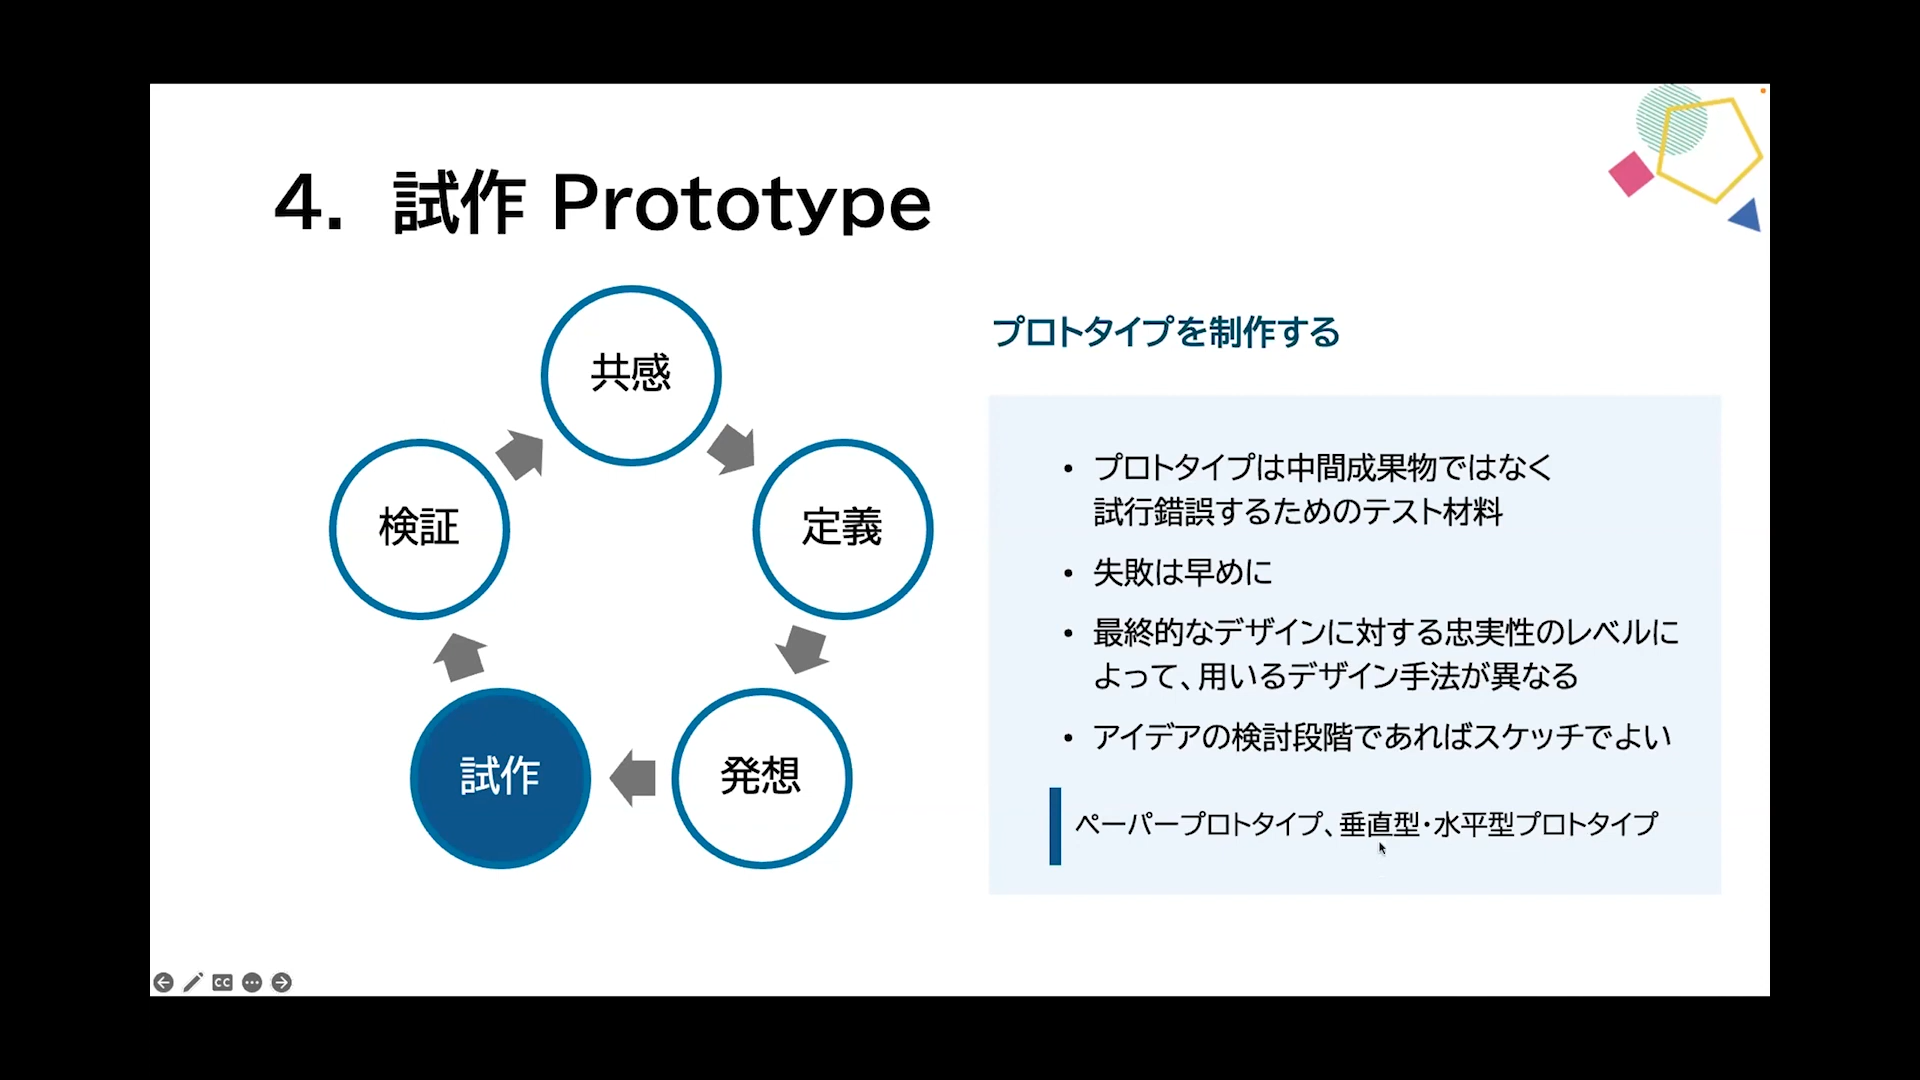 4. 試作 Prototype
共感
定義
発想
試作
検証
プロトタイプを制作する
• プロトタイプは中間成果物ではなく
試行錯誤するためのテスト材料
• 失敗は早めに
• 最終的なデザインに対する忠実性のレベルに
よって、用いるデザイン手法が異なる
• アイデアの検討段階であればスケッチでよい
ペーパープロトタイプ、垂直型・水平型プロトタイプ
CC